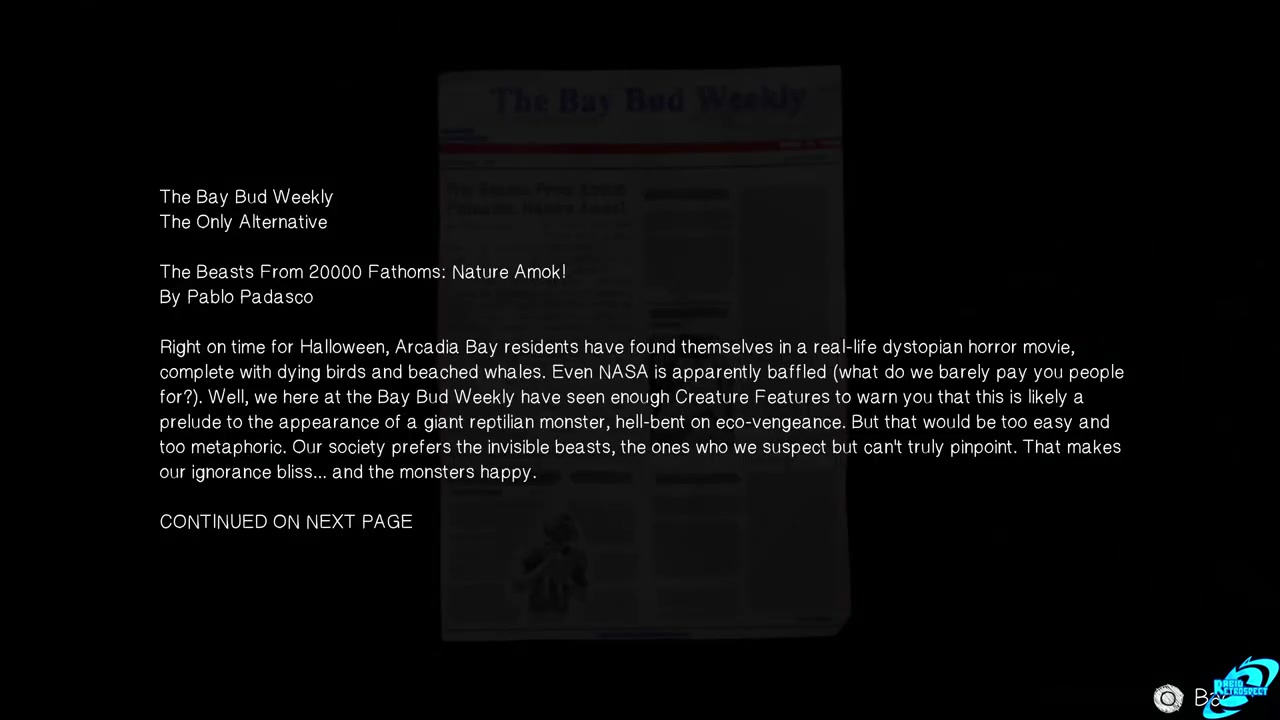 The Bay Bud Weekly
The Bay Bud Weekly
The Only Alternative
The Beasts From 20000 Fathoms: Nature Amok!
By Pablo Padasco
Right on time for Halloween, Arcadia Bay residents have found themselves in a real-life dystopian horror movie,
complete with dying birds and beached whales. Even NASA is apparently baffled (what do we barely pay you people
for?). Well, we here at the Bay Bud Weekly have seen enough Creature Features to warn you that this is likely a
prelude to the appearance of a giant reptilian monster, hell-bent on eco-vengeance. But that would be too easy and
too metaphoric. Our society prefers the invisible beasts, the ones who we suspect but can't truly pinpoint. That makes
our ignorance bliss... and the monsters happy.
CONTINUED ON NEXT PAGE
RABID
RETROSPECT